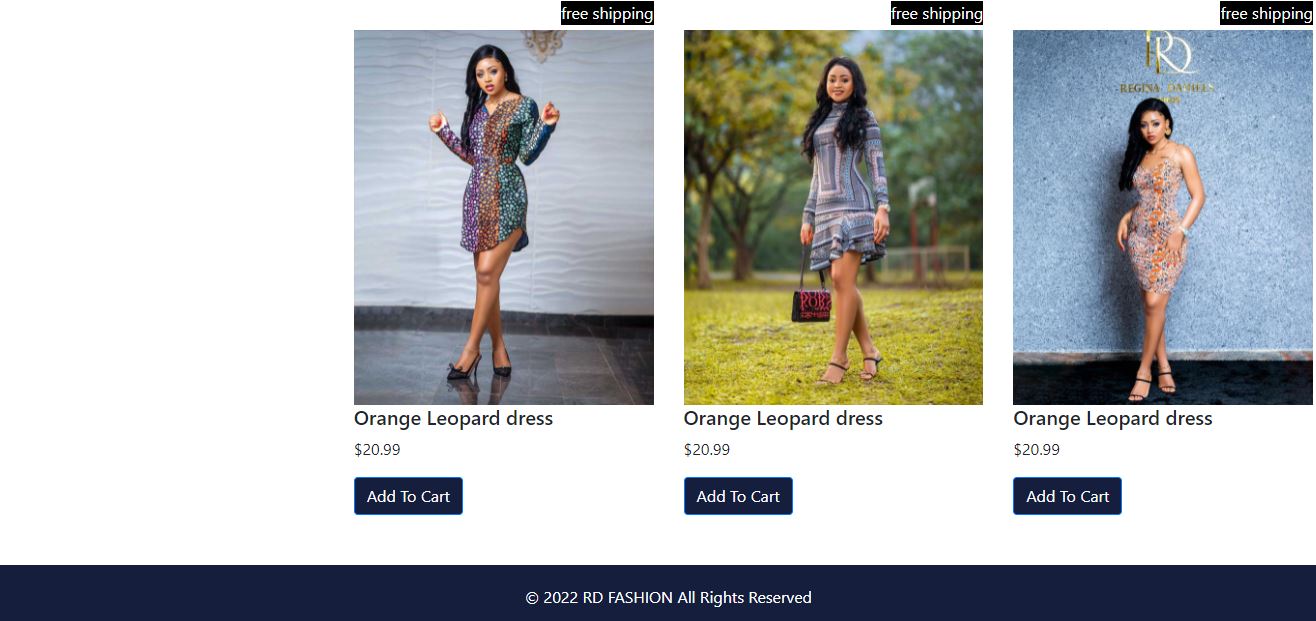 free shipping
free shipping
free shipping
RD
REGINA DANIELS
Orange Leopard dress
Orange Leopard dress
Orange Leopard dress
$20.99
$20.99
$20.99
Add To Cart
Add To Cart
Add To Cart
© 2022 RD FASHION All Rights Reserved